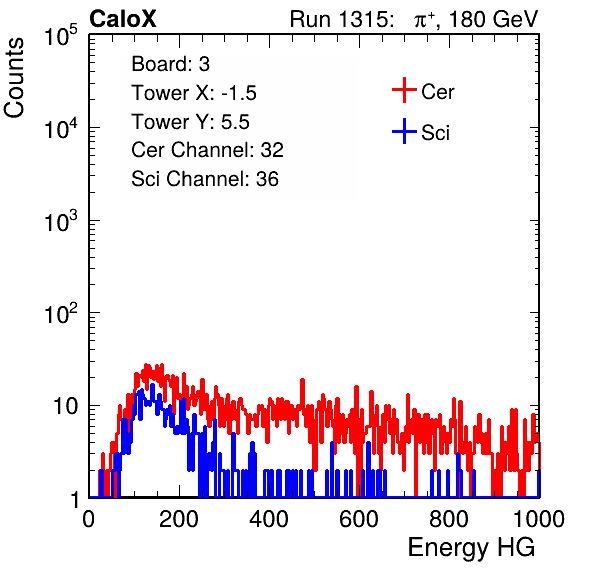 CaloX Run 1315: π⁺, 180 GeV
Counts
10⁵
10⁴
10³
10²
10
1
Board: 3
Tower X: -1.5
Tower Y: 5.5
Cer Channel: 32
Sci Channel: 36
Cer
Sci
0 200 400 600 800 1000
Energy HG